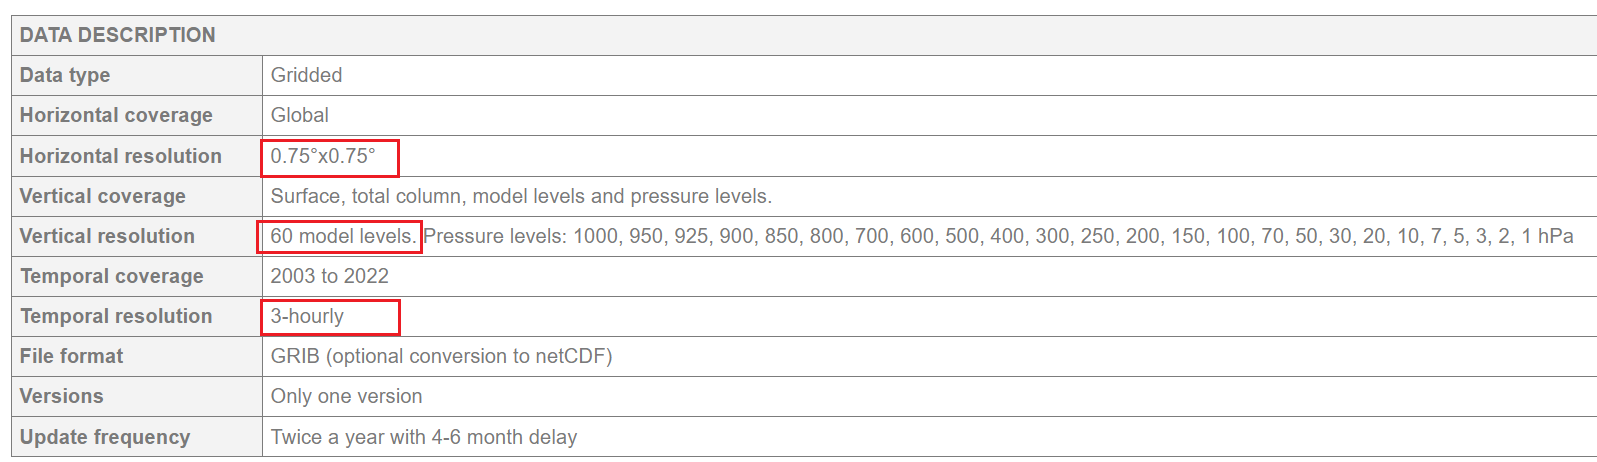 DATA DESCRIPTION
Data type Gridded
Horizontal coverage Global
Horizontal resolution 0.75°x0.75°
Vertical coverage Surface, total column, model levels and pressure levels.
Vertical resolution 60 model levels. Pressure levels: 1000, 950, 925, 900, 850, 800, 700, 600, 500, 400, 300, 250, 200, 150, 100, 70, 50, 30, 20, 10, 7, 5, 3, 2, 1 hPa
Temporal coverage 2003 to 2022
Temporal resolution 3-hourly
File format GRIB (optional conversion to netCDF)
Versions Only one version
Update frequency Twice a year with 4-6 month delay